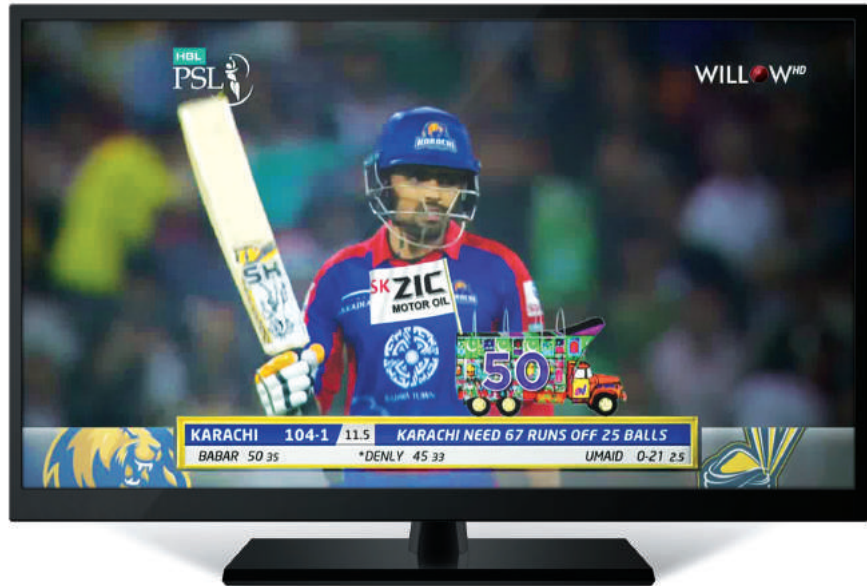 HBL
PSL
WILLOW HD
KARACHI
SK ZIC
MOTOR OIL
SH
50
KARACHI 104-1 11.5 KARACHI NEED 67 RUNS OFF 25 BALLS
BABAR 50 35 *DENLY 45 33 UMAID 0-21 2.5